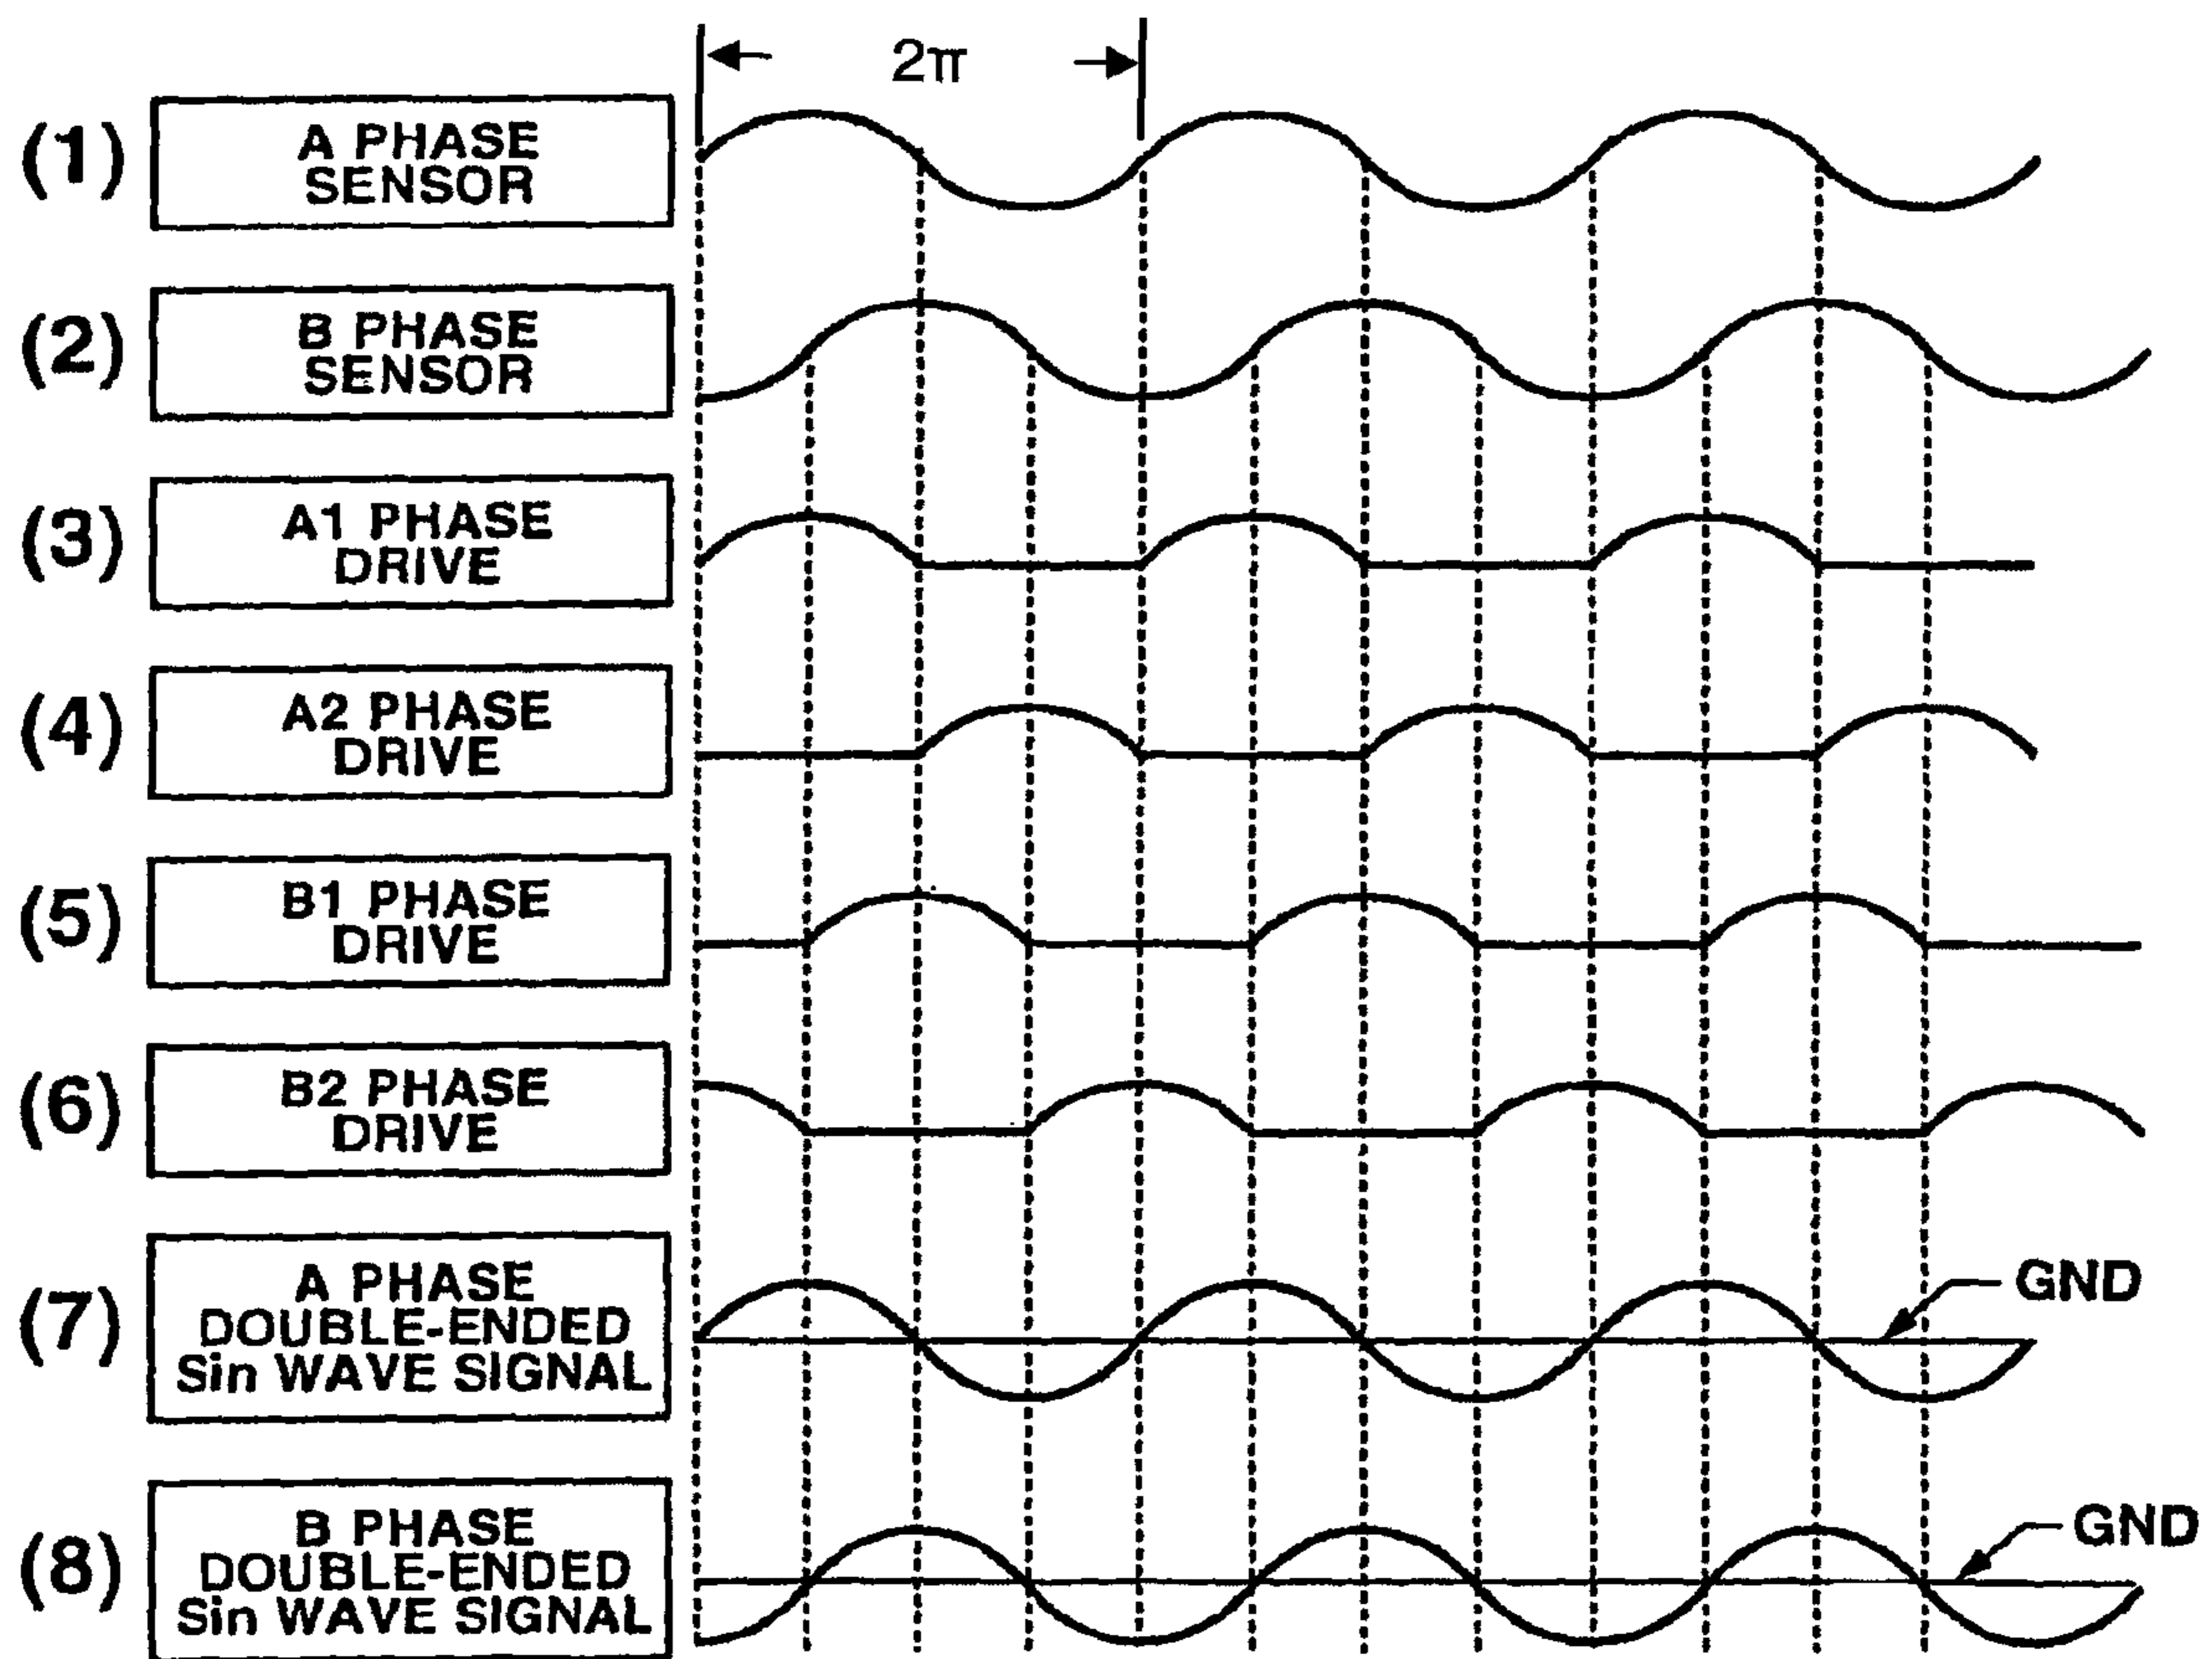 2π
(1)
A PHASE
SENSOR
(2)
B PHASE
SENSOR
(3)
A1 PHASE
DRIVE
(4)
A2 PHASE
DRIVE
(5)
B1 PHASE
DRIVE
(6)
B2 PHASE
DRIVE
(7)
A PHASE
DOUBLE-ENDED
Sin WAVE SIGNAL
GND
(8)
B PHASE
DOUBLE-ENDED
Sin WAVE SIGNAL
GND